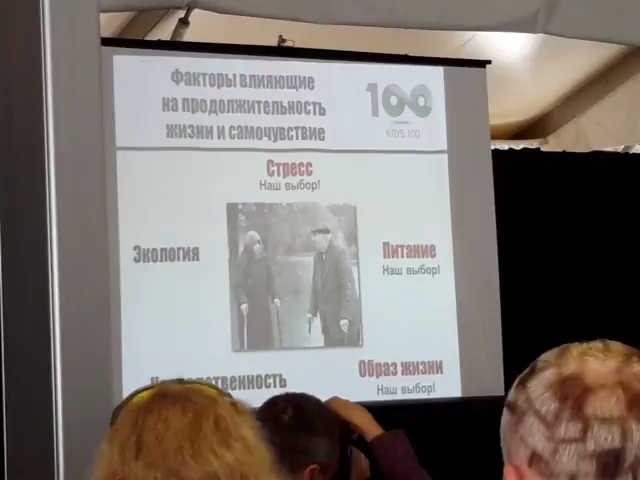 Факторы влияющие
на продолжительность
жизни и самочувствие
100
КЛУБ 100
Стресс
Наш выбор!
Экология
Питание
Наш выбор!
Образ жизни
Наш выбор!